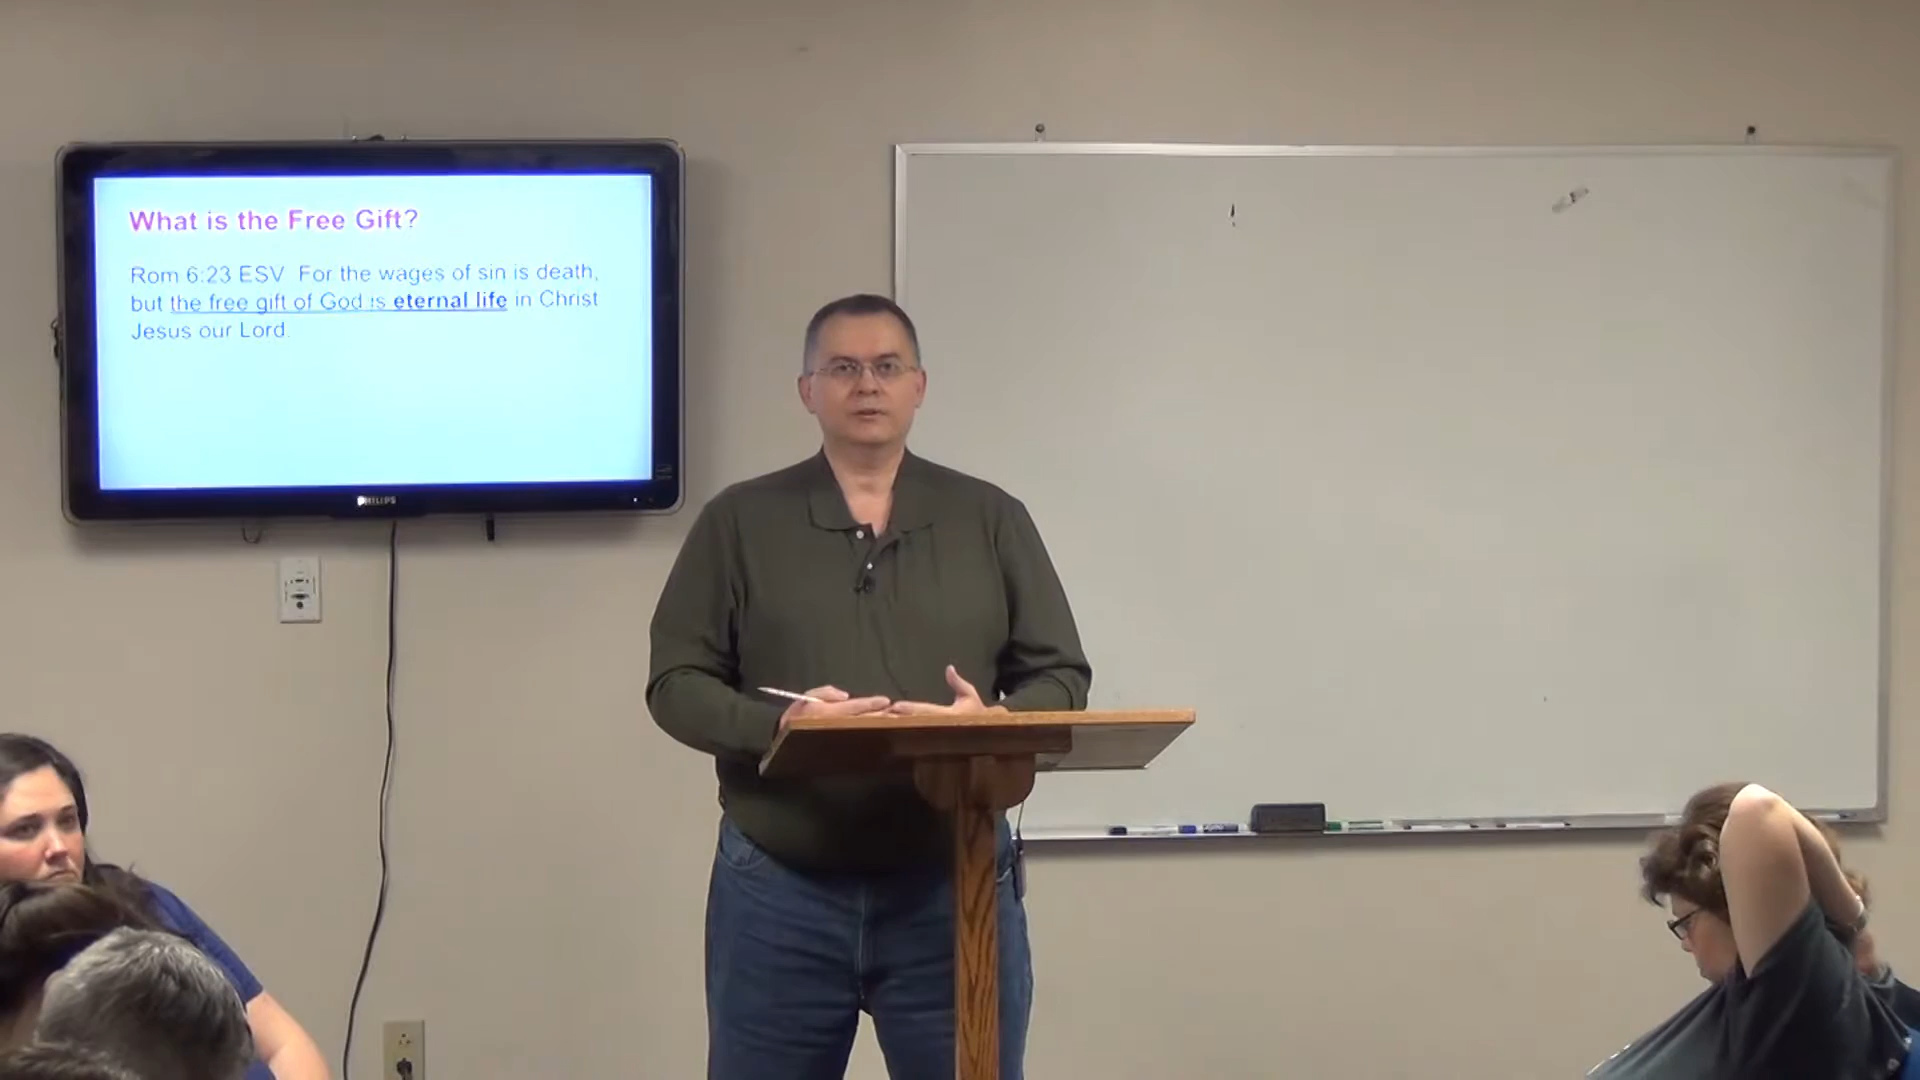 What is the Free Gift?
Rom 6:23 ESV For the wages of sin is death,
but the free gift of God is eternal life in Christ
Jesus our Lord.
PHILIPS